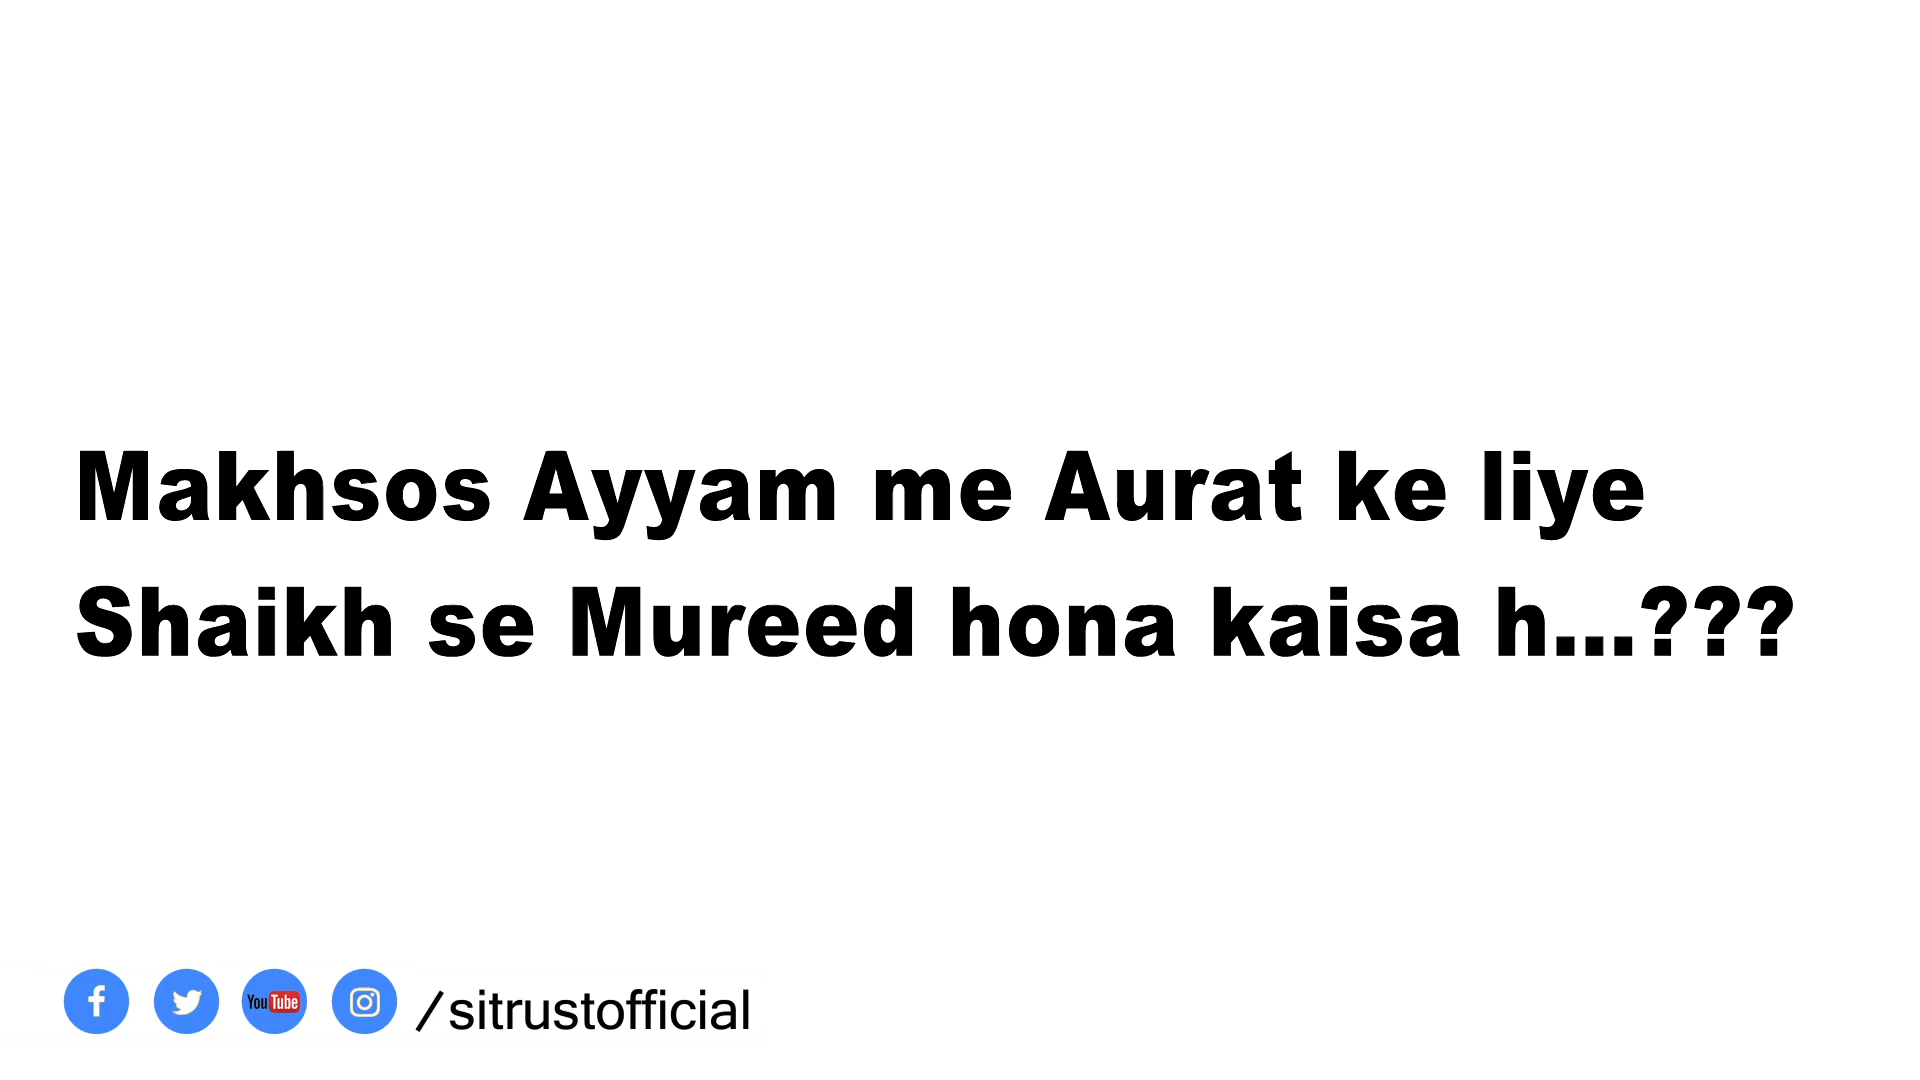 Makhsos Ayyam me Aurat ke liye
Shaikh se Mureed hona kaisa h...???
You Tube
/sitrustofficial